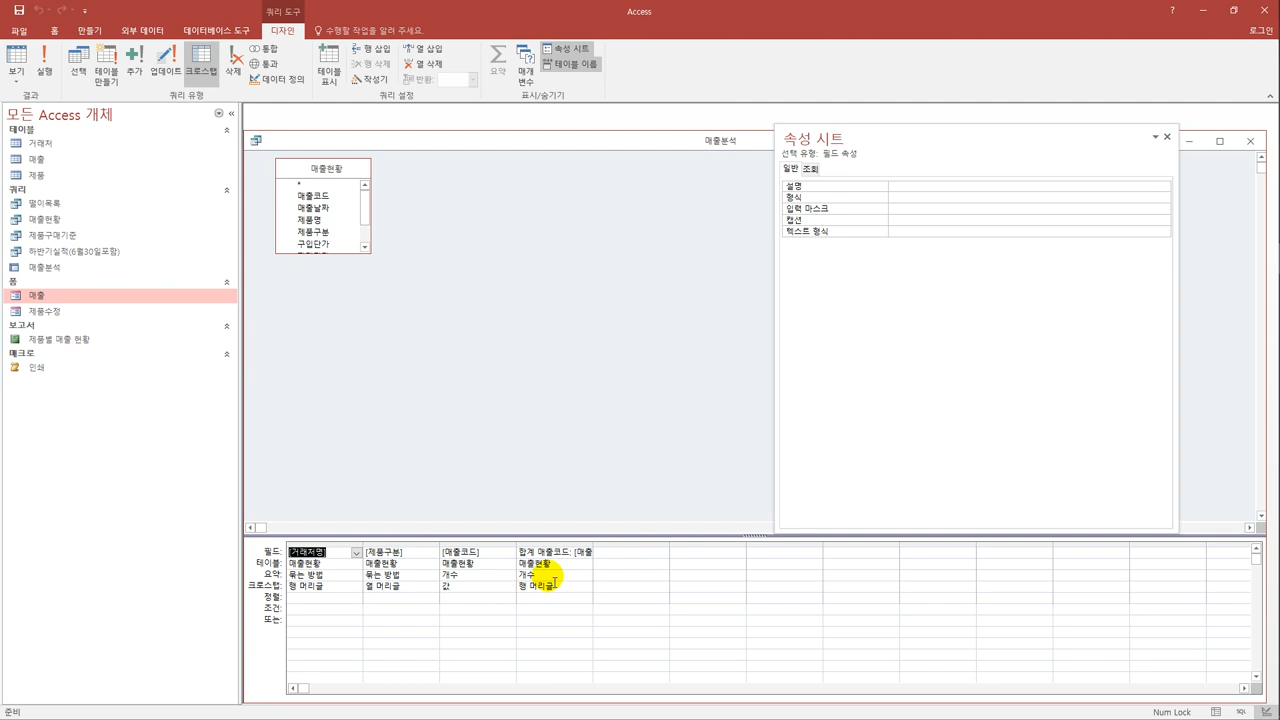 쿼리 도구
Access
파일
홈
만들기
외부 데이터
데이터베이스 도구
디자인
수행할 작업을 알려 주세요.
로그인
보기
실행
선택
테이블
만들기
추가
업데이트
크로스탭
삭제
통합
통과
데이터 정의
테이블
표시
행 삽입
행 삭제
작성기
열 삽입
열 삭제
반환:
요약
매개
변수
속성 시트
테이블 이름
결과
쿼리 유형
쿼리 설정
표시/숨기기
모든 Access 개체
테이블
거래처
매출
제품
쿼리
떨이목록
매출현황
제품구매기준
하반기실적(6월30일포함)
매출분석
폼
매출
제품수정
보고서
제품별 매출 현황
매크로
인쇄
매출분석
매출현황
*
매출코드
매출날짜
제품명
제품구분
구입단가
속성 시트
선택 유형: 필드 속성
일반 조회
설명
형식
입력 마스크
캡션
텍스트 형식
필드: [거래처명] [제품구분] [매출코드] 합계 매출코드: [매출
테이블: 매출현황 매출현황 매출현황 매출현황
요약: 묶는 방법 묶는 방법 개수 개수
크로스탭: 행 머리글 열 머리글 값 행 머리글
정렬:
조건:
또는:
준비
Num Lock
SQL